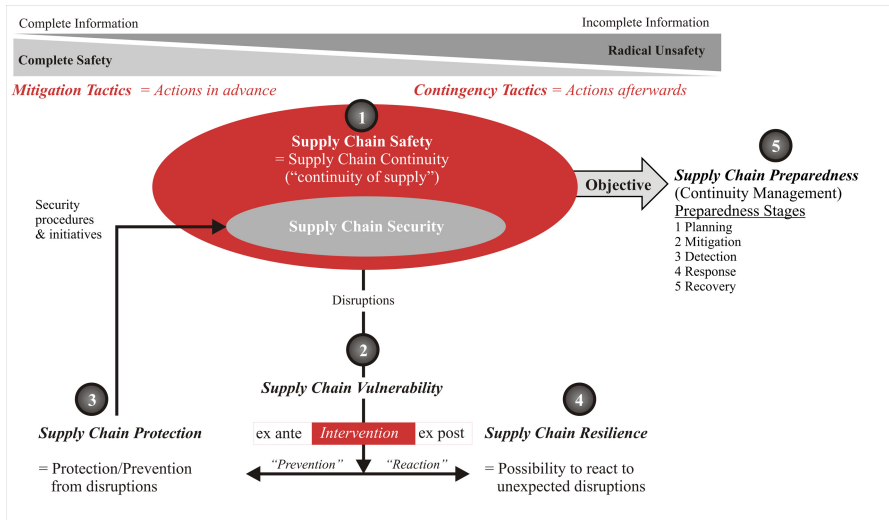 Complete Information
Incomplete Information
Radical Unsafety
Complete Safety
Mitigation Tactics = Actions in advance
Contingency Tactics = Actions afterwards
1
Supply Chain Safety
= Supply Chain Continuity
(“continuity of supply”)
Supply Chain Security
Objective
5
Supply Chain Preparedness
(Continuity Management)
Preparedness Stages
1 Planning
2 Mitigation
3 Detection
4 Response
5 Recovery
Security
procedures
& initiatives
Disruptions
2
Supply Chain Vulnerability
ex ante Intervention ex post
“Prevention” “Reaction”
3
Supply Chain Protection
= Protection/Prevention
from disruptions
4
Supply Chain Resilience
= Possibility to react to
unexpected disruptions